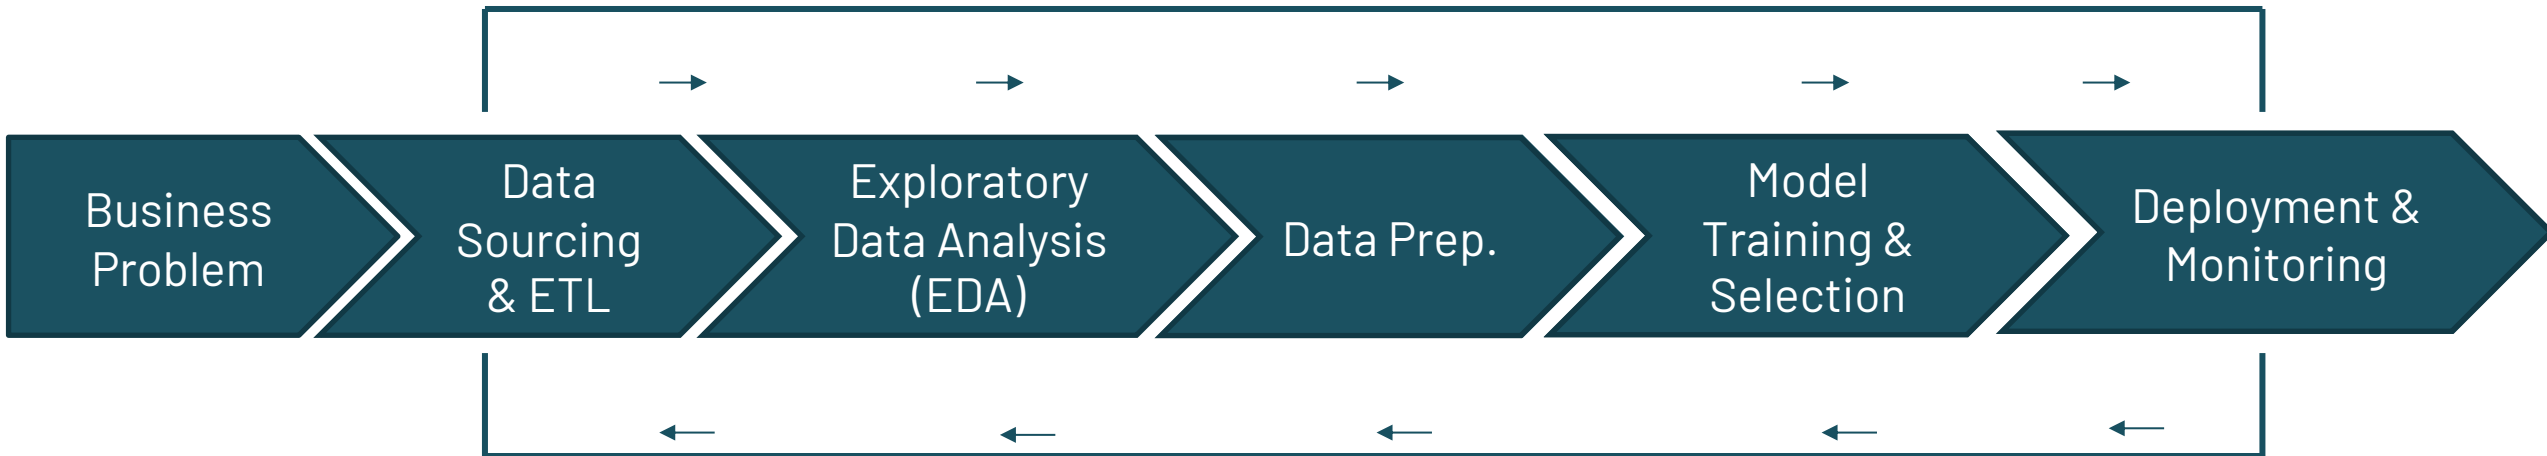 Business
Problem
Data
Sourcing
& ETL
Exploratory
Data Analysis
(EDA)
Data Prep.
Model
Training &
Selection
Deployment &
Monitoring